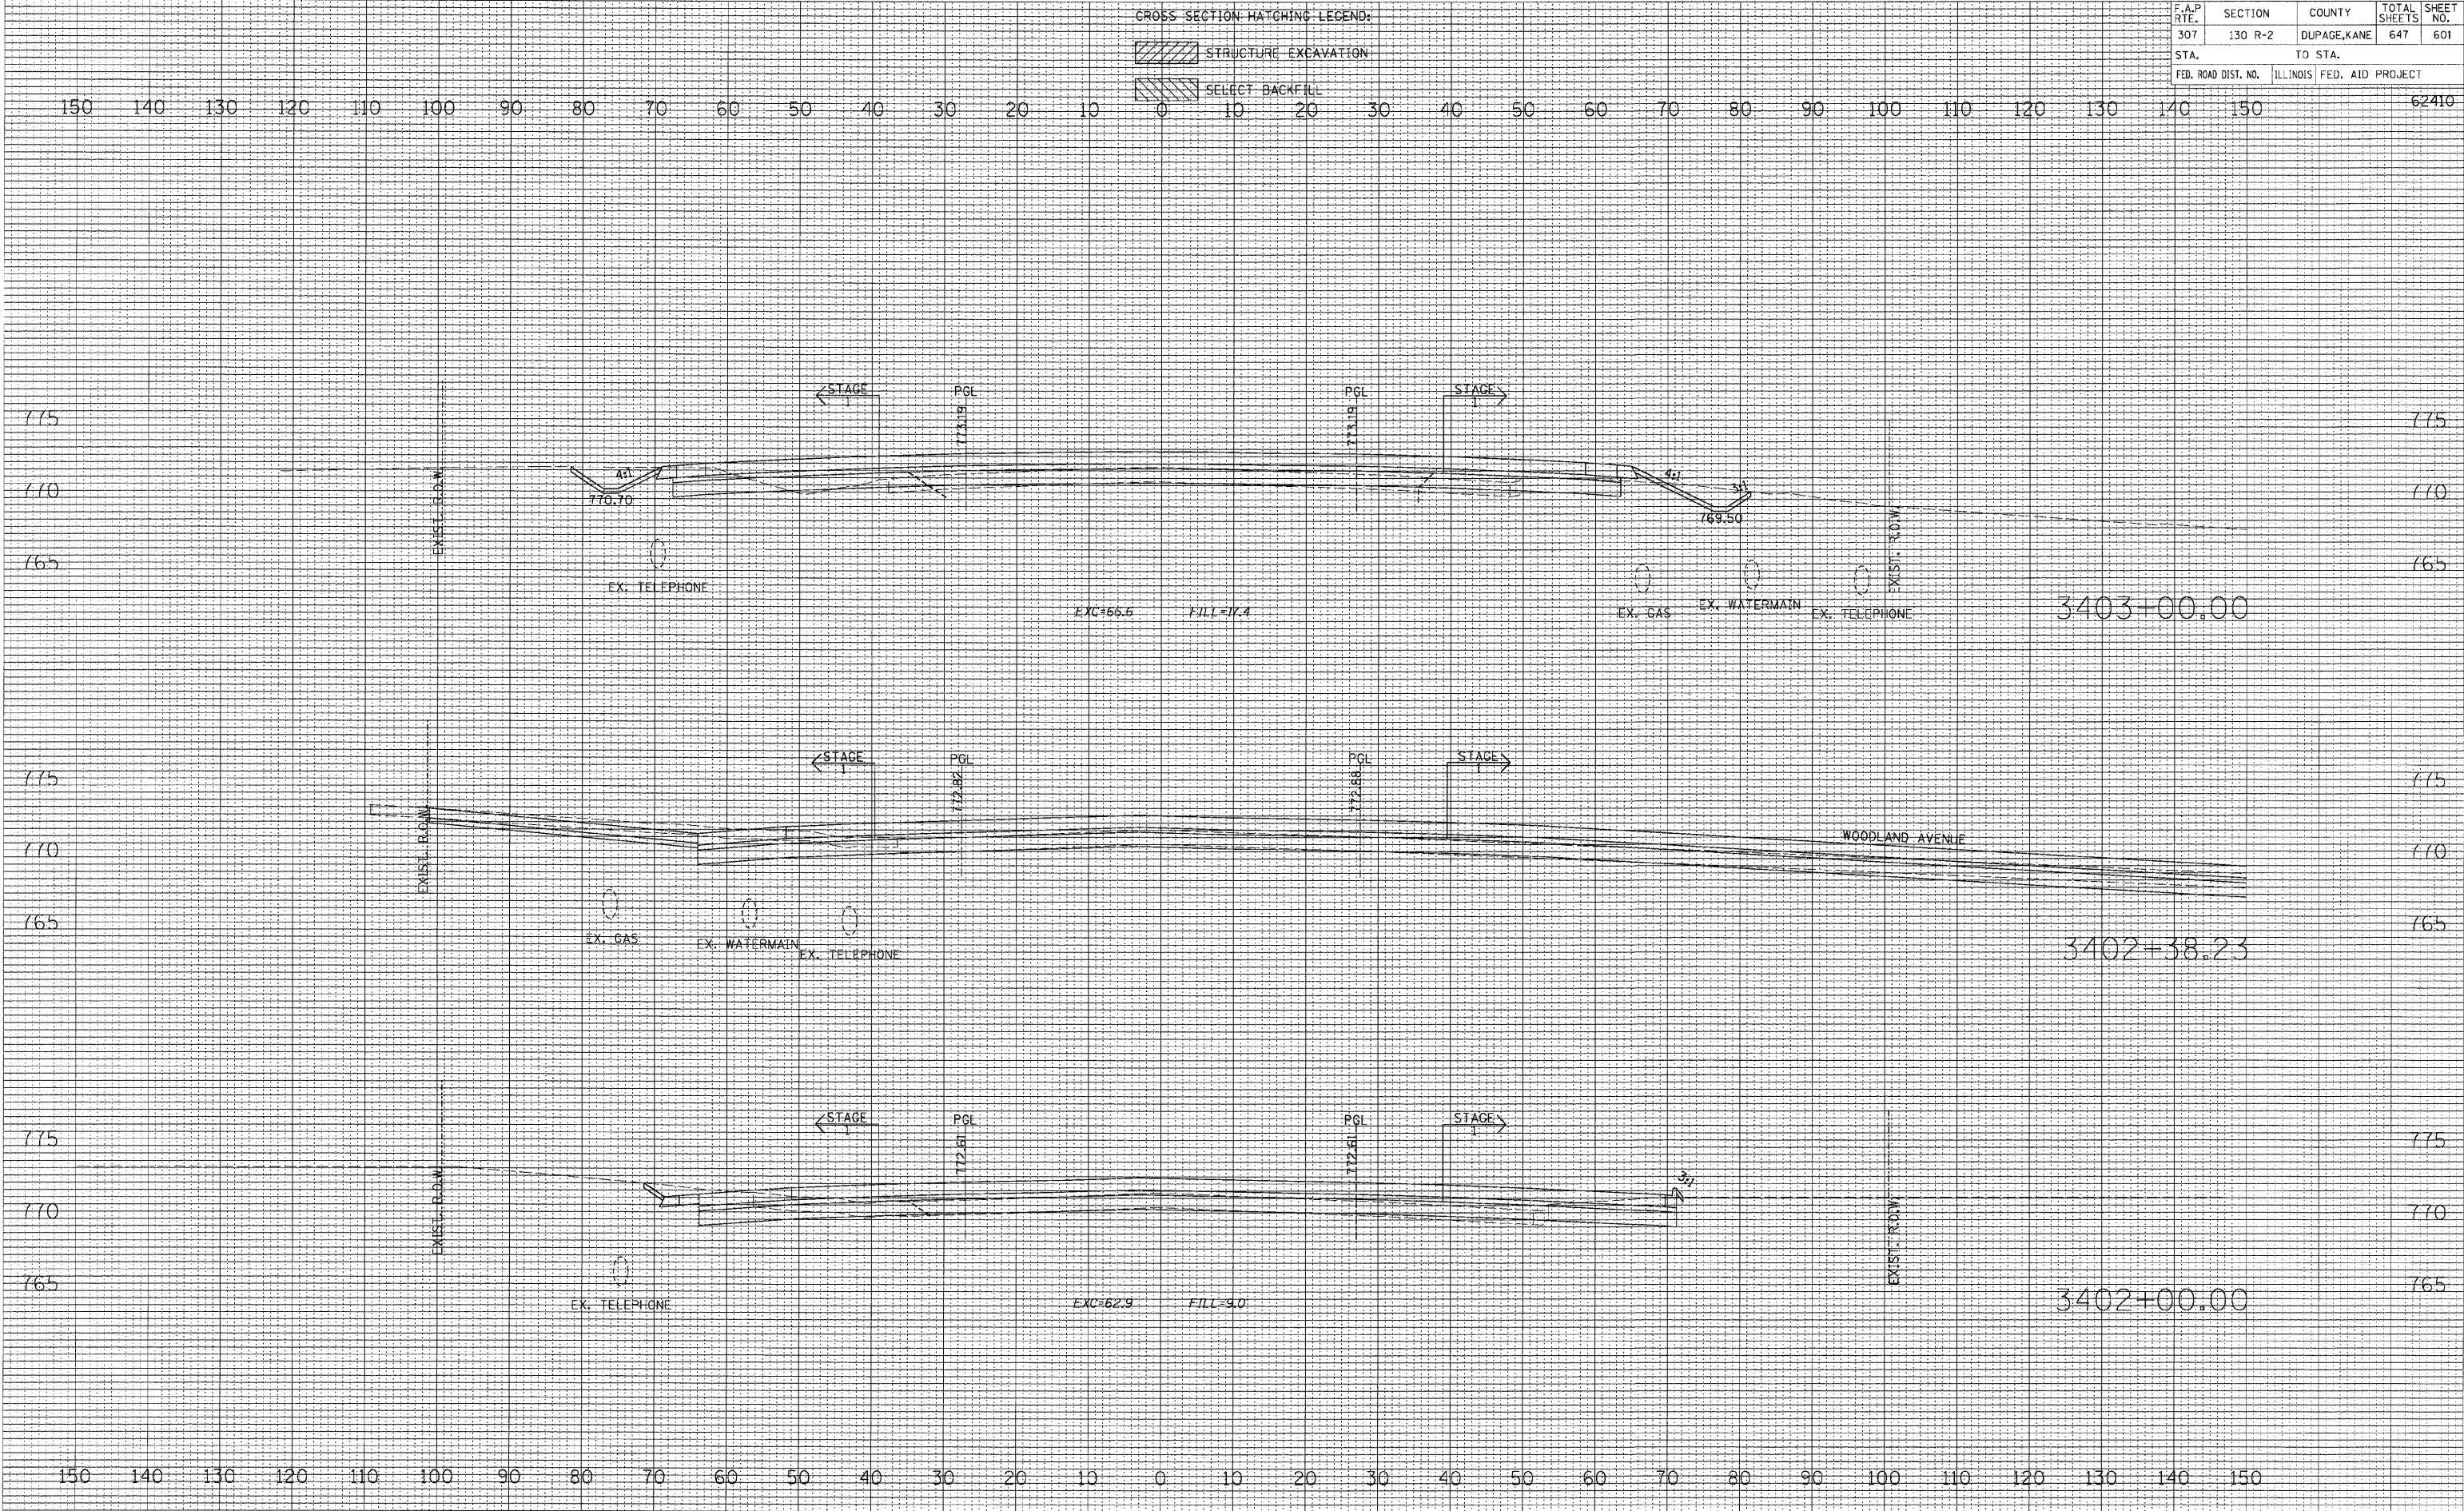 CROSS SECTION HATCHING LEGEND:
STRUCTURE EXCAVATION
SELECT BACKFILL
F.A.P RTE. SECTION COUNTY TOTAL SHEETS SHEET NO.
307 130 R-2 DUPAGE,KANE 647 601
STA. TO STA.
FED. ROAD DIST. NO. ILLINOIS FED. AID PROJECT
62410
150 140 130 120 110 100 90 80 70 60 50 40 30 20 10 0 10 20 30 40 50 60 70 80 90 100 110 120 130 140 150
STAGE 1 PGL PGL STAGE 1
773.19 773.19
775 775
4:1 4:1 3:1
770 770
770.70 769.50
EXIST. R.O.W. EXIST. R.O.W.
765 765
EX. TELEPHONE
EXC=66.6 FILL=17.4
EX. GAS EX. WATERMAIN EX. TELEPHONE
3403+00.00
STAGE 1 PGL PGL STAGE 1
772.82 772.88
775 775
WOODLAND AVENUE
770 770
EXIST. R.O.W.
765 765
EX. GAS EX. WATERMAIN EX. TELEPHONE
3402+38.23
STAGE 1 PGL PGL STAGE 1
772.61 772.61
775 775
3:1
770 770
EXIST. R.O.W. EXIST. R.O.W.
765 765
EX. TELEPHONE
EXC=62.9 FILL=9.0
3402+00.00
150 140 130 120 110 100 90 80 70 60 50 40 30 20 10 0 10 20 30 40 50 60 70 80 90 100 110 120 130 140 150